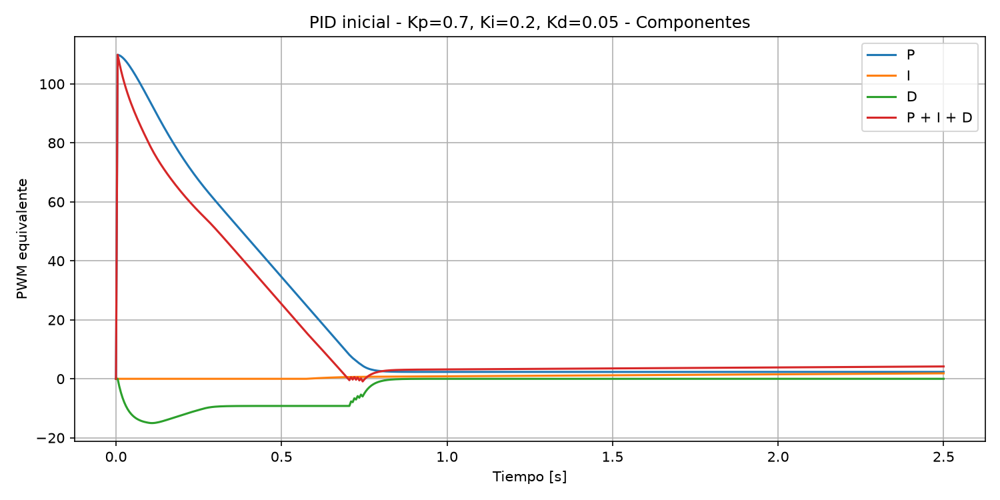 PID inicial - Kp=0.7, Ki=0.2, Kd=0.05 - Componentes
P
I
D
P + I + D
PWM equivalente
100
80
60
40
20
0
−20
0.0 0.5 1.0 1.5 2.0 2.5
Tiempo [s]